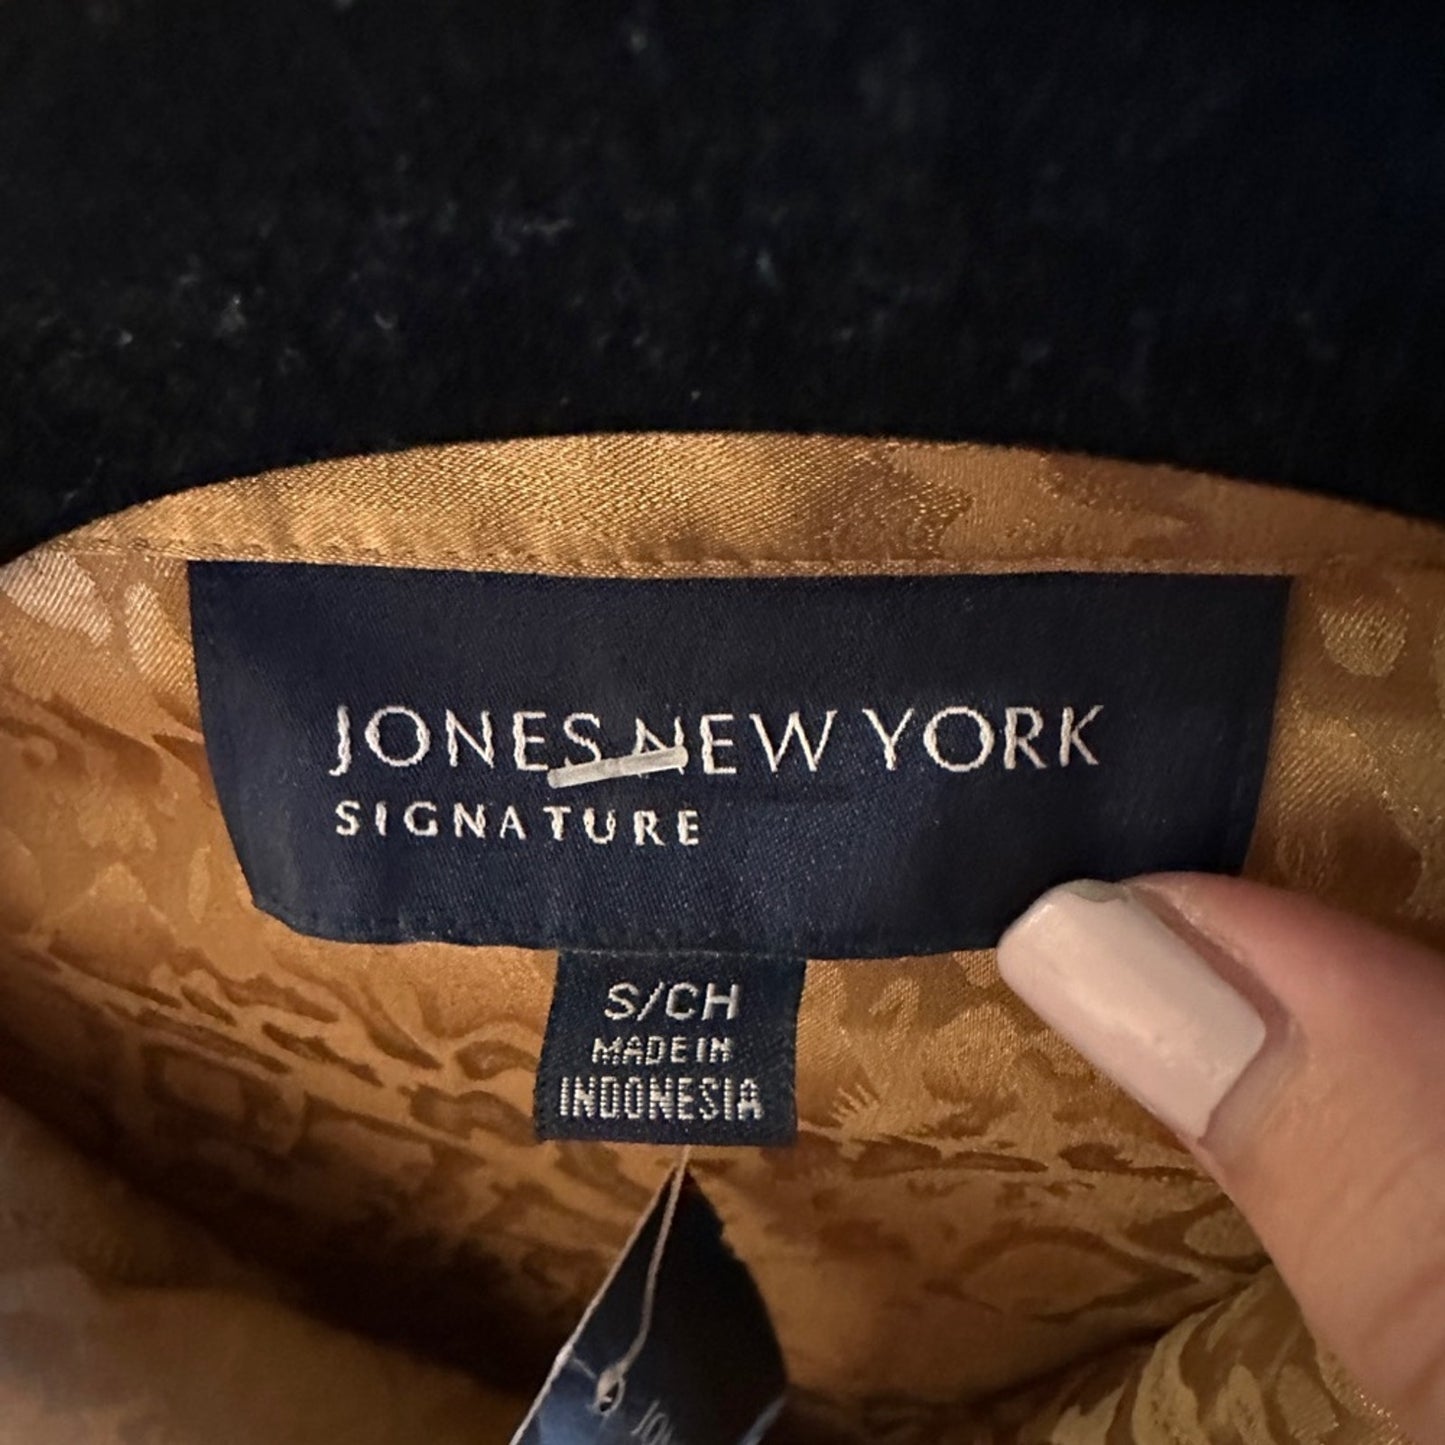 JONES NEW YORK
SIGNATURE
S/CH
MADE IN
INDONESIA